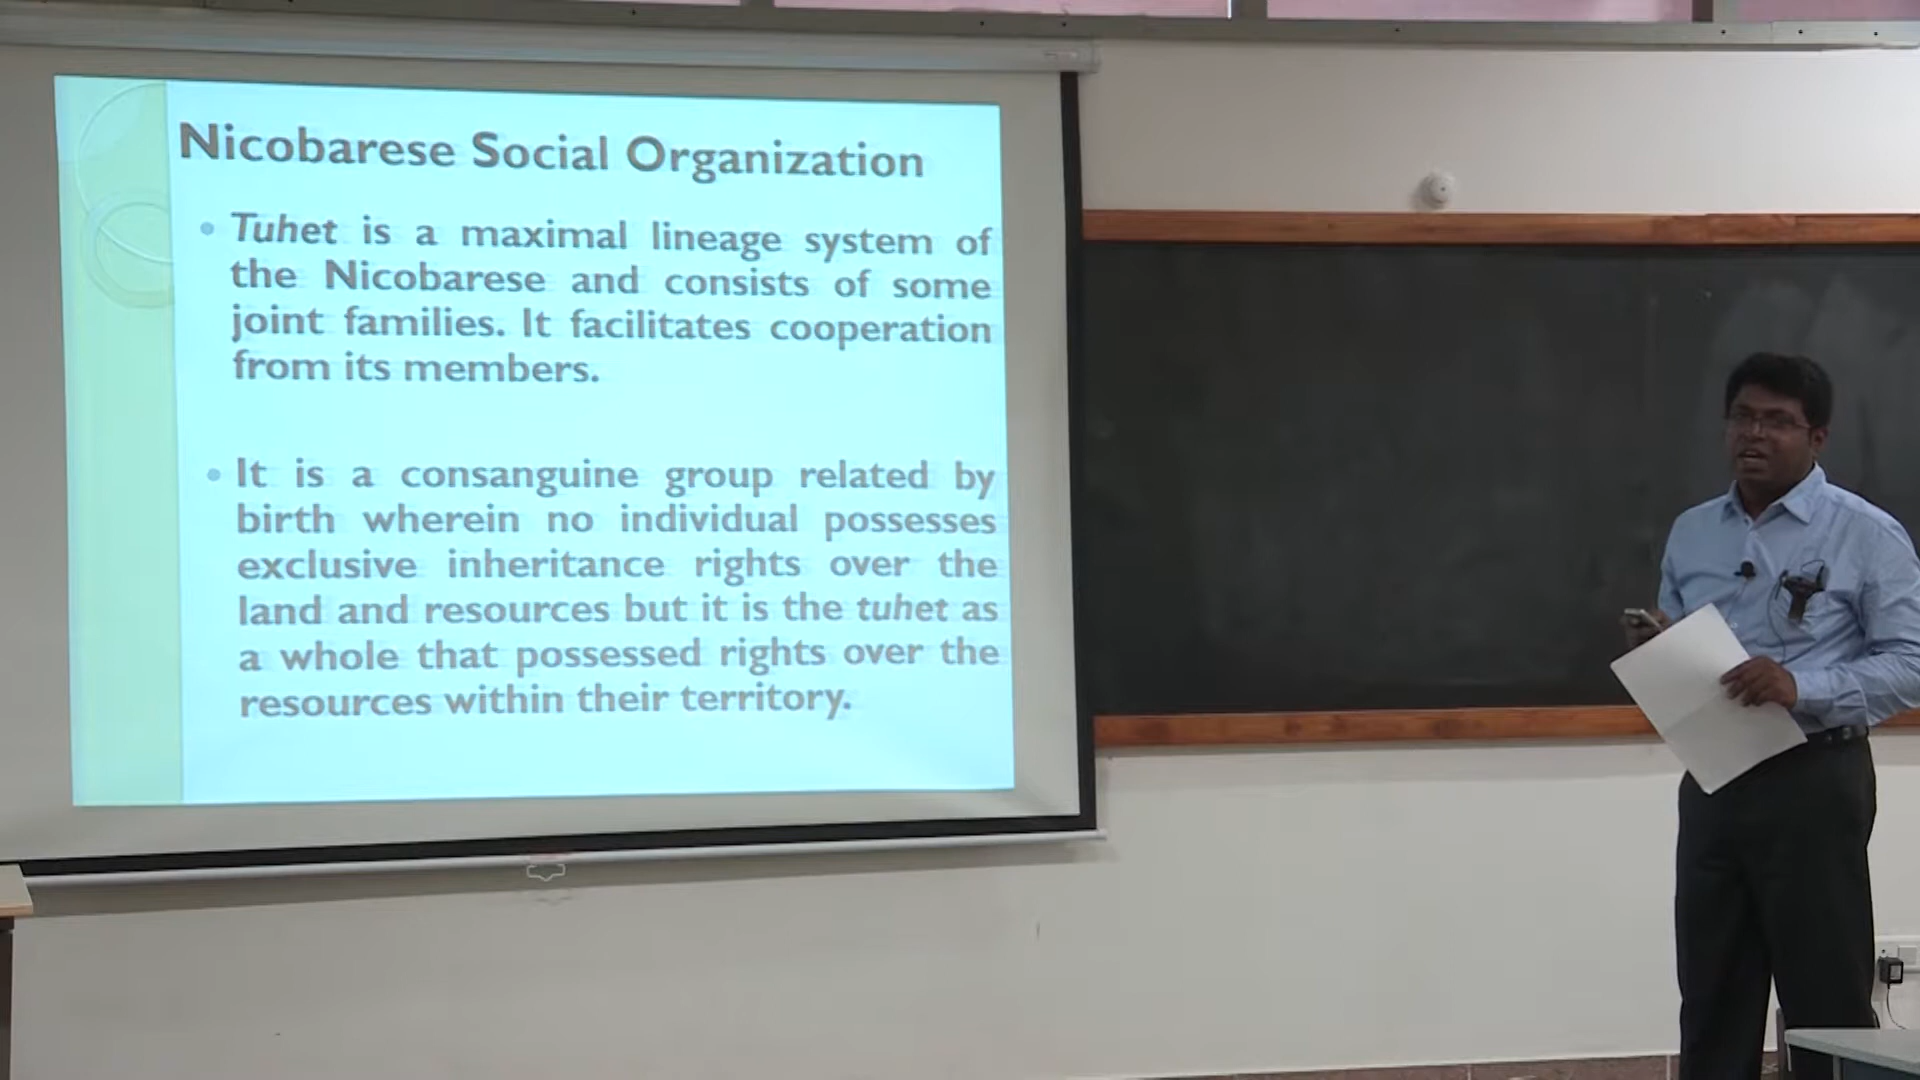 Nicobarese Social Organization
Tuhet is a maximal lineage system of
the Nicobarese and consists of some
joint families. It facilitates cooperation
from its members.
It is a consanguine group related by
birth wherein no individual possesses
exclusive inheritance rights over the
land and resources but it is the tuhet as
a whole that possessed rights over the
resources within their territory.